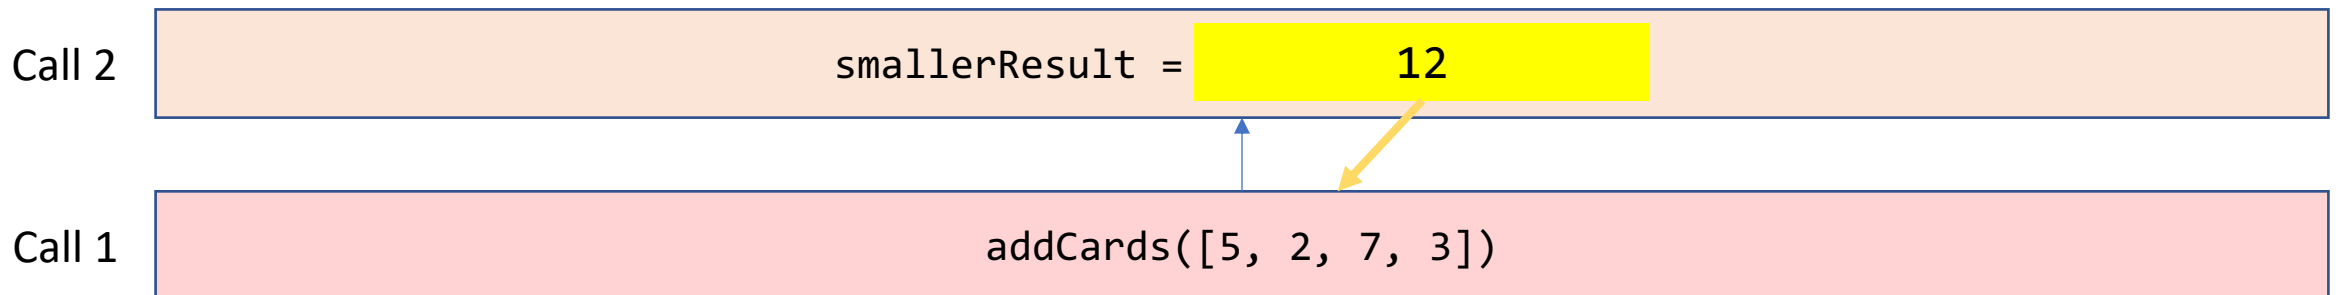 Call 2 smallerResult = 12
Call 1 addCards([5, 2, 7, 3])